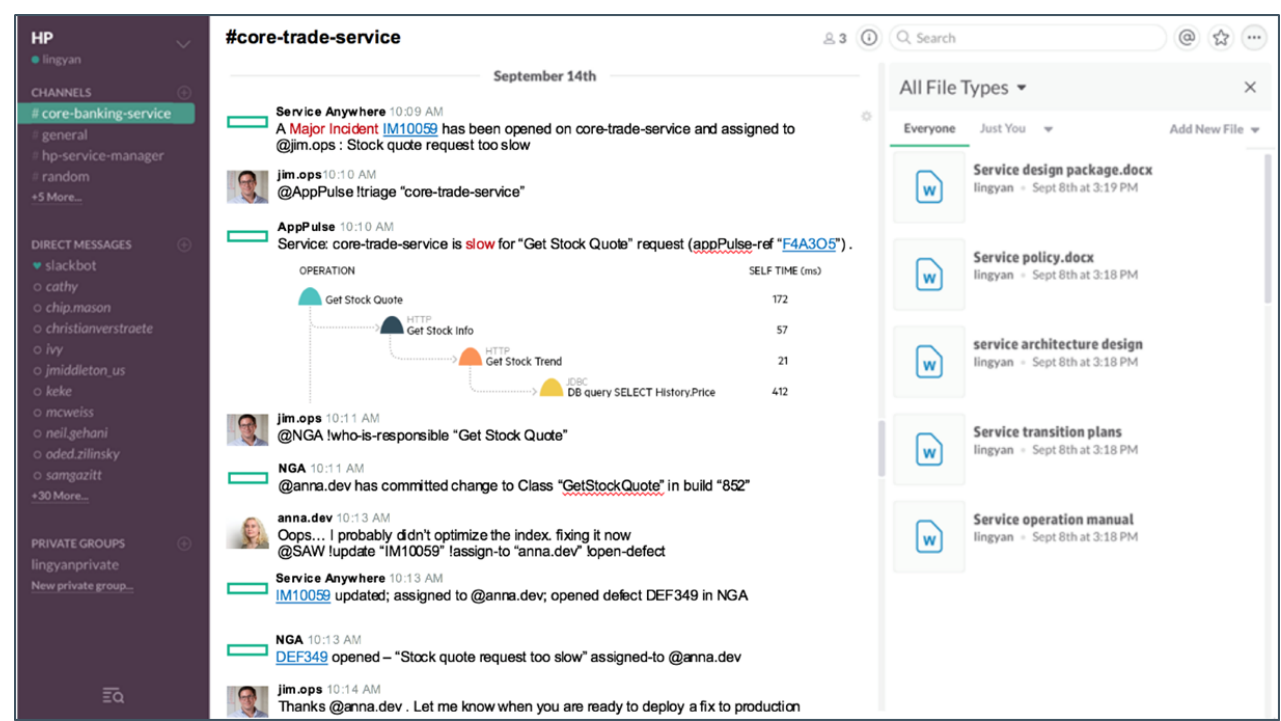 HP
lingyan
CHANNELS
# core-banking-service
# general
# hp-service-manager
# random
+5 More...
DIRECT MESSAGES
slackbot
cathy
chip.mason
christianverstraete
ivy
jmiddleton_us
keke
mcweiss
neil.gehani
oded.zilinsky
samgazitt
+30 More...
PRIVATE GROUPS
lingyanprivate
New private group...
#core-trade-service
3
Search
September 14th
Service Anywhere 10:09 AM
A Major Incident IM10059 has been opened on core-trade-service and assigned to
@jim.ops : Stock quote request too slow
jim.ops10:10 AM
@AppPulse !triage “core-trade-service”
AppPulse 10:10 AM
Service: core-trade-service is slow for “Get Stock Quote” request (appPulse-ref “F4A3O5”) .
OPERATION SELF TIME (ms)
Get Stock Quote 172
HTTP
Get Stock Info 57
HTTP
Get Stock Trend 21
JDBC
DB query SELECT History.Price 412
jim.ops 10:11 AM
@NGA !who-is-responsible “Get Stock Quote”
NGA 10:11 AM
@anna.dev has committed change to Class “GetStockQuote” in build “852”
anna.dev 10:13 AM
Oops… I probably didn't optimize the index. fixing it now
@SAW !update “IM10059” !assign-to “anna.dev” !open-defect
Service Anywhere 10:13 AM
IM10059 updated; assigned to @anna.dev; opened defect DEF349 in NGA
NGA 10:13 AM
DEF349 opened – “Stock quote request too slow” assigned-to @anna.dev
jim.ops 10:14 AM
Thanks @anna.dev . Let me know when you are ready to deploy a fix to production
All File Types
Everyone Just You Add New File
Service design package.docx
lingyan • Sept 8th at 3:19 PM
Service policy.docx
lingyan • Sept 8th at 3:18 PM
service architecture design
lingyan • Sept 8th at 3:18 PM
Service transition plans
lingyan • Sept 8th at 3:18 PM
Service operation manual
lingyan • Sept 8th at 3:18 PM